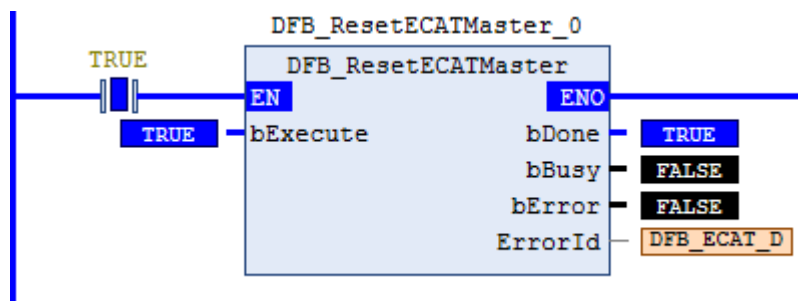 DFB_ResetECATMaster_0
TRUE
DFB_ResetECATMaster
EN ENO
TRUE bExecute bDone TRUE
bBusy FALSE
bError FALSE
ErrorId DFB_ECAT_D